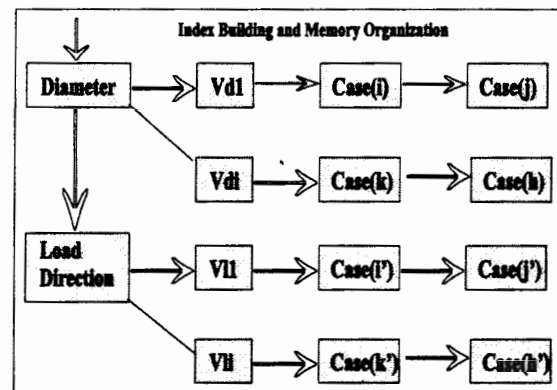 Index Building and Memory Organization
Diameter Vd1 Case(i) Case(j)
Vdi Case(k) Case(h)
Load Direction Vl1 Case(i') Case(j')
Vli Case(k') Case(h')